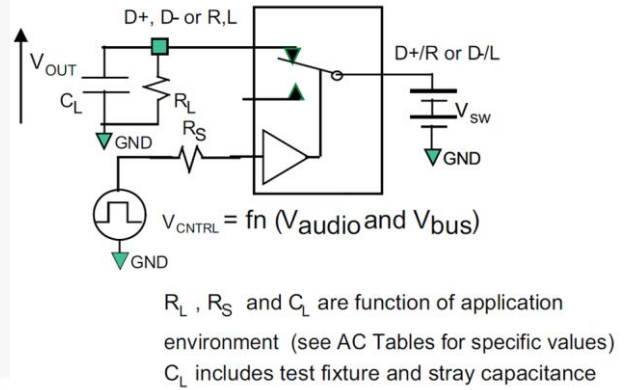 D+, D- or R,L
D+/R or D-/L
VOUT
CL
RL
VSW
GND
RS
GND
VCNTRL = fn (Vaudio and Vbus)
GND
RL , RS and CL are function of application
environment (see AC Tables for specific values)
CL includes test fixture and stray capacitance